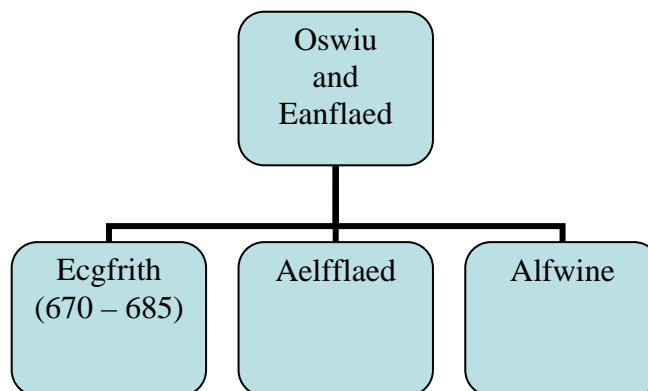 Oswiu
and
Eanflaed
Ecgfrith
(670 – 685)
Aelfflaed
Alfwine